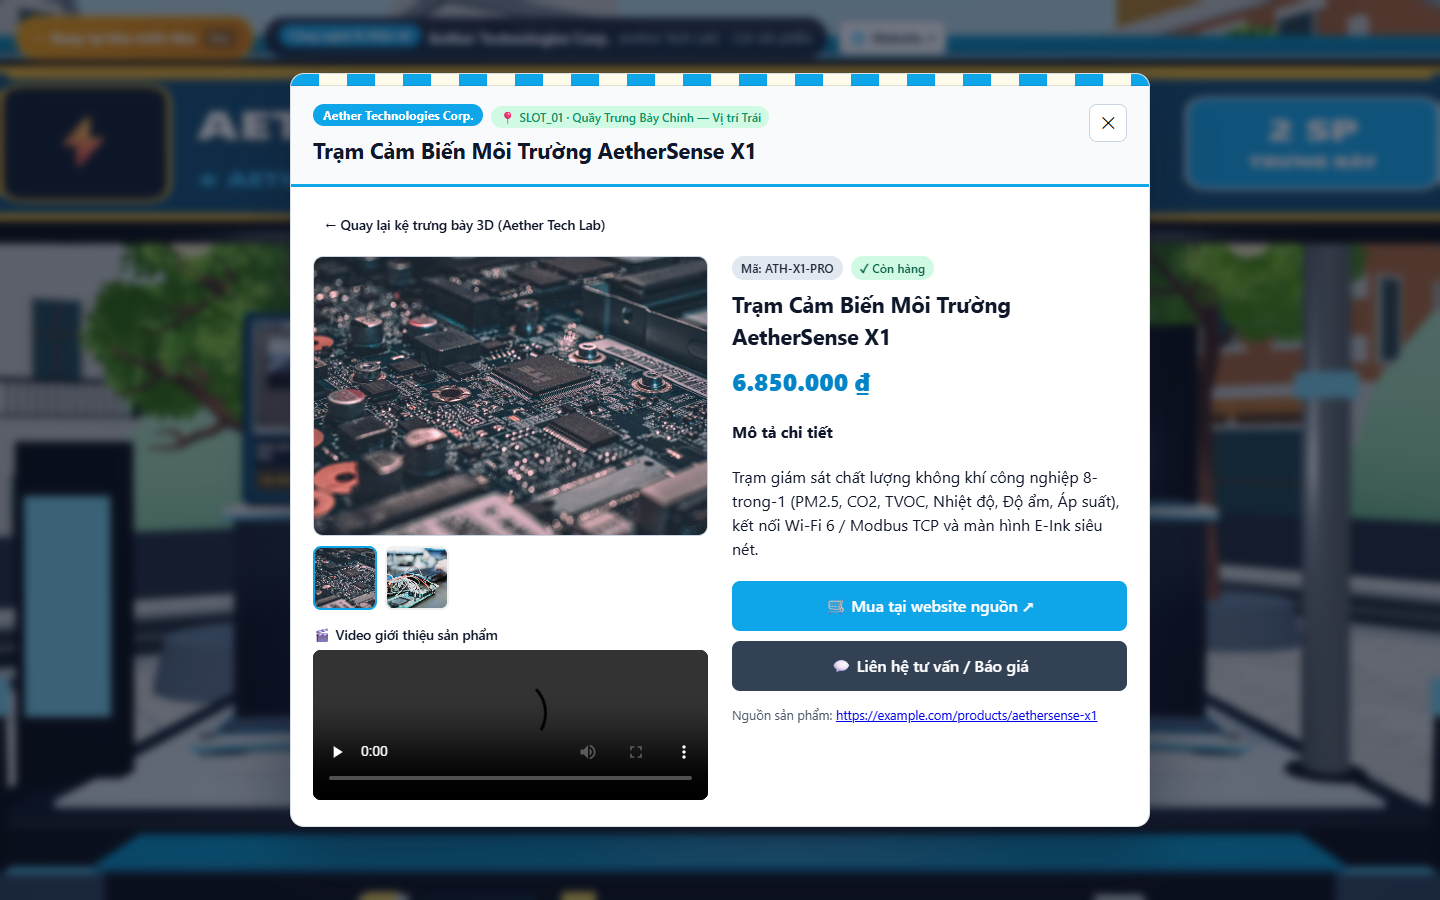 Aether Technologies Corp.
📍 SLOT_01 · Quầy Trưng Bày Chính — Vị trí Trái
Trạm Cảm Biến Môi Trường AetherSense X1
← Quay lại kệ trưng bày 3D (Aether Tech Lab)
Mã: ATH-X1-PRO
✓ Còn hàng
Trạm Cảm Biến Môi Trường
AetherSense X1
6.850.000 ₫
Mô tả chi tiết
Trạm giám sát chất lượng không khí công nghiệp 8-
trong-1 (PM2.5, CO2, TVOC, Nhiệt độ, Độ ẩm, Áp suất),
kết nối Wi-Fi 6 / Modbus TCP và màn hình E-Ink siêu
nét.
🛒 Mua tại website nguồn ↗
💬 Liên hệ tư vấn / Báo giá
Nguồn sản phẩm: https://example.com/products/aethersense-x1
🎬 Video giới thiệu sản phẩm
0:00
AET
2 SP
TRƯNG BÀY